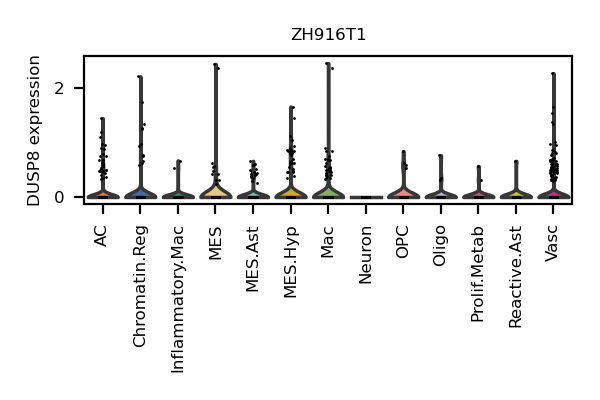 ZH916T1
DUSP8 expression
2
0
AC
Chromatin.Reg
Inflammatory.Mac
MES
MES.Ast
MES.Hyp
Mac
Neuron
OPC
Oligo
Prolif.Metab
Reactive.Ast
Vasc